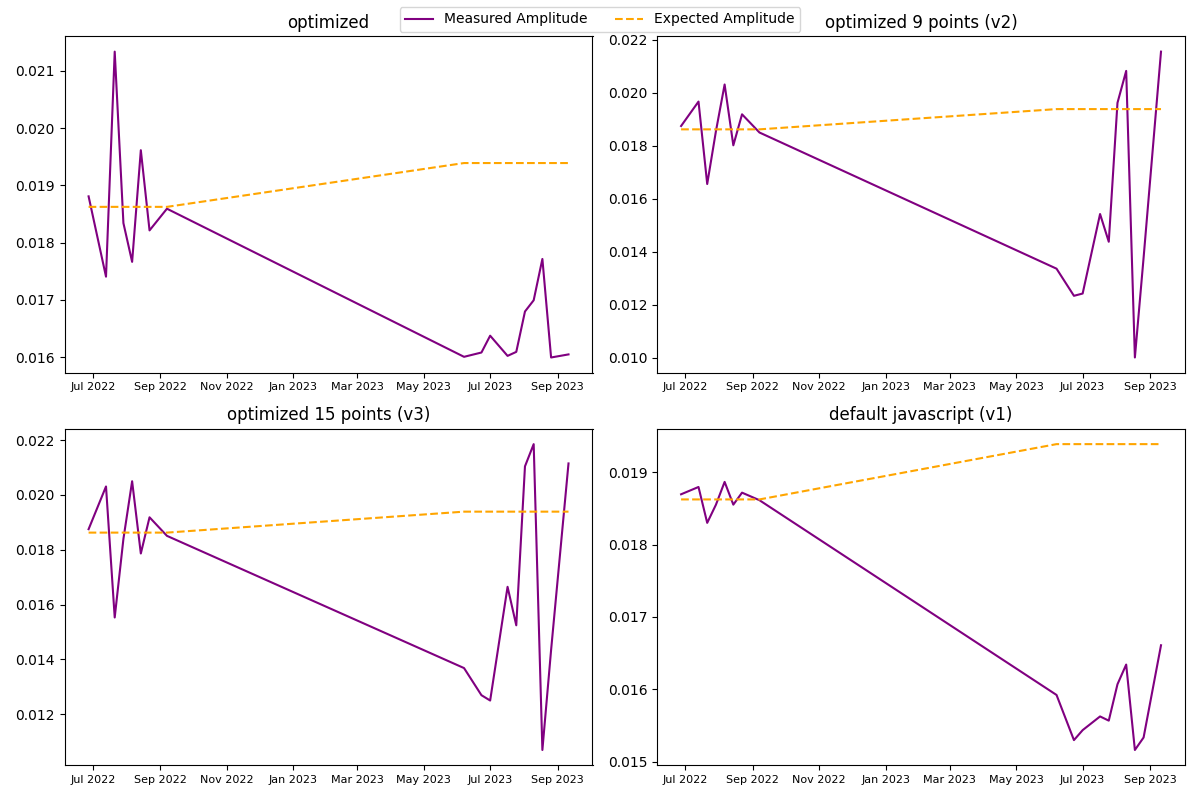 Measured Amplitude Expected Amplitude
optimized
0.021
0.020
0.019
0.018
0.017
0.016
Jul 2022 Sep 2022 Nov 2022 Jan 2023 Mar 2023 May 2023 Jul 2023 Sep 2023
optimized 9 points (v2)
0.022
0.020
0.018
0.016
0.014
0.012
0.010
Jul 2022 Sep 2022 Nov 2022 Jan 2023 Mar 2023 May 2023 Jul 2023 Sep 2023
optimized 15 points (v3)
0.022
0.020
0.018
0.016
0.014
0.012
Jul 2022 Sep 2022 Nov 2022 Jan 2023 Mar 2023 May 2023 Jul 2023 Sep 2023
default javascript (v1)
0.019
0.018
0.017
0.016
0.015
Jul 2022 Sep 2022 Nov 2022 Jan 2023 Mar 2023 May 2023 Jul 2023 Sep 2023